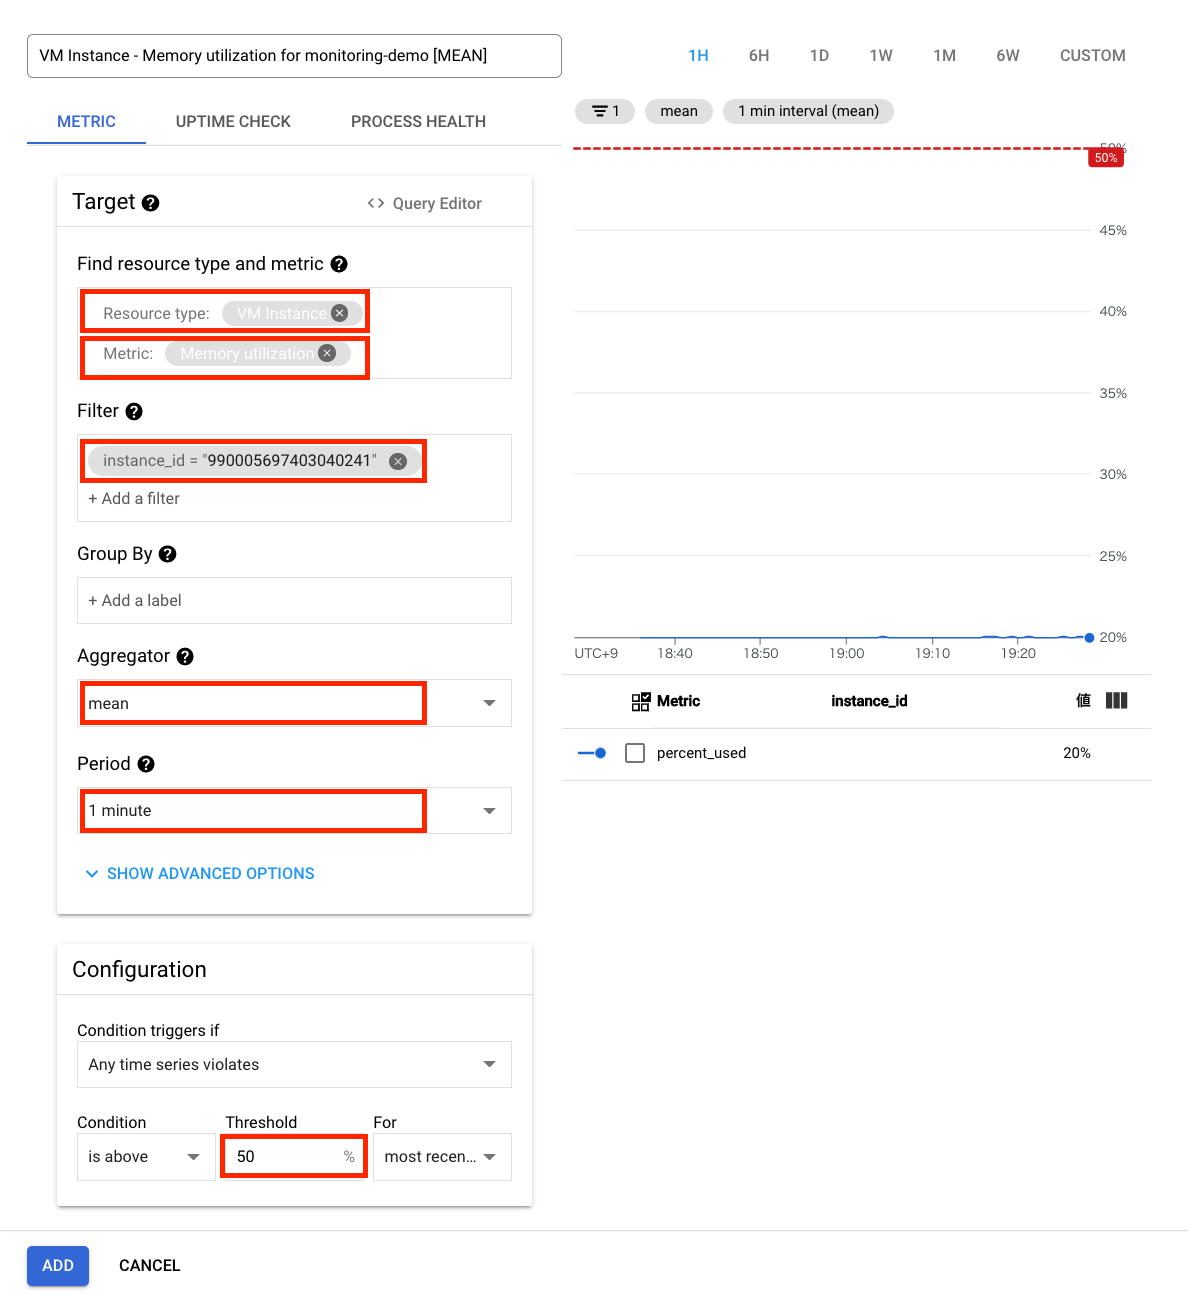 VM Instance - Memory utilization for monitoring-demo [MEAN]
METRIC UPTIME CHECK PROCESS HEALTH
Target
<> Query Editor
Find resource type and metric
Resource type: VM Instance
Metric: Memory utilization
Filter
instance_id = "990005697403040241"
+ Add a filter
Group By
+ Add a label
Aggregator
mean
Period
1 minute
SHOW ADVANCED OPTIONS
Configuration
Condition triggers if
Any time series violates
Condition Threshold For
is above 50 % most recen...
ADD CANCEL
1H 6H 1D 1W 1M 6W CUSTOM
1 mean 1 min interval (mean)
50%
50%
45%
40%
35%
30%
25%
20%
UTC+9 18:40 18:50 19:00 19:10 19:20
Metric instance_id 値
percent_used 20%